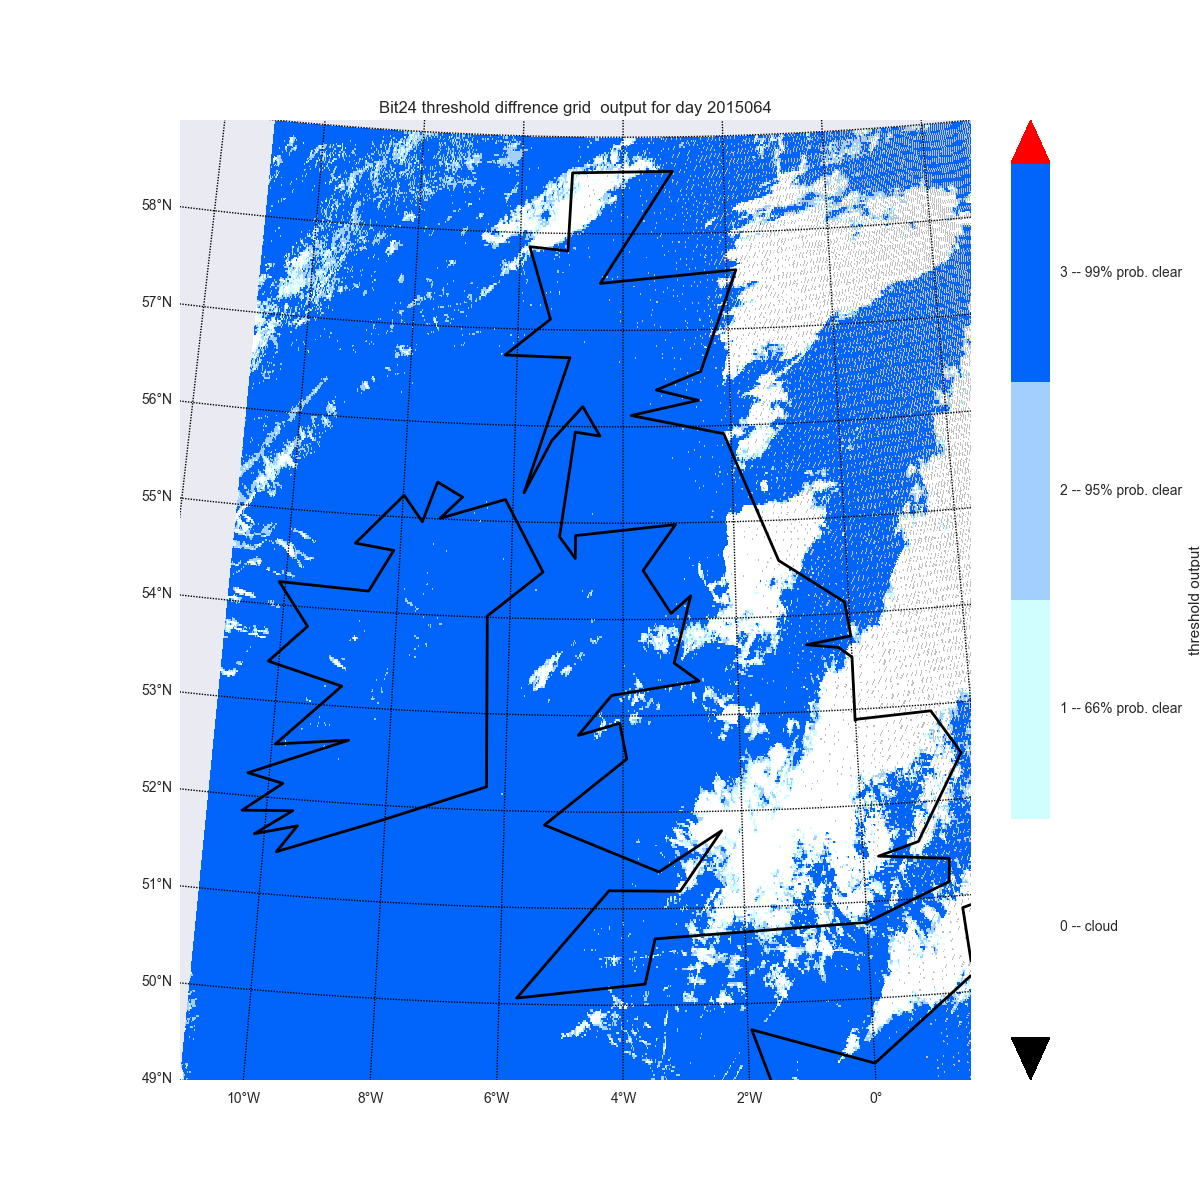 Bit24 threshold diffrence grid  output for day 2015064
58°N
57°N
56°N
55°N
54°N
53°N
52°N
51°N
50°N
49°N
10°W
8°W
6°W
4°W
2°W
0°
3 -- 99% prob. clear
2 -- 95% prob. clear
1 -- 66% prob. clear
0 -- cloud
threshold output